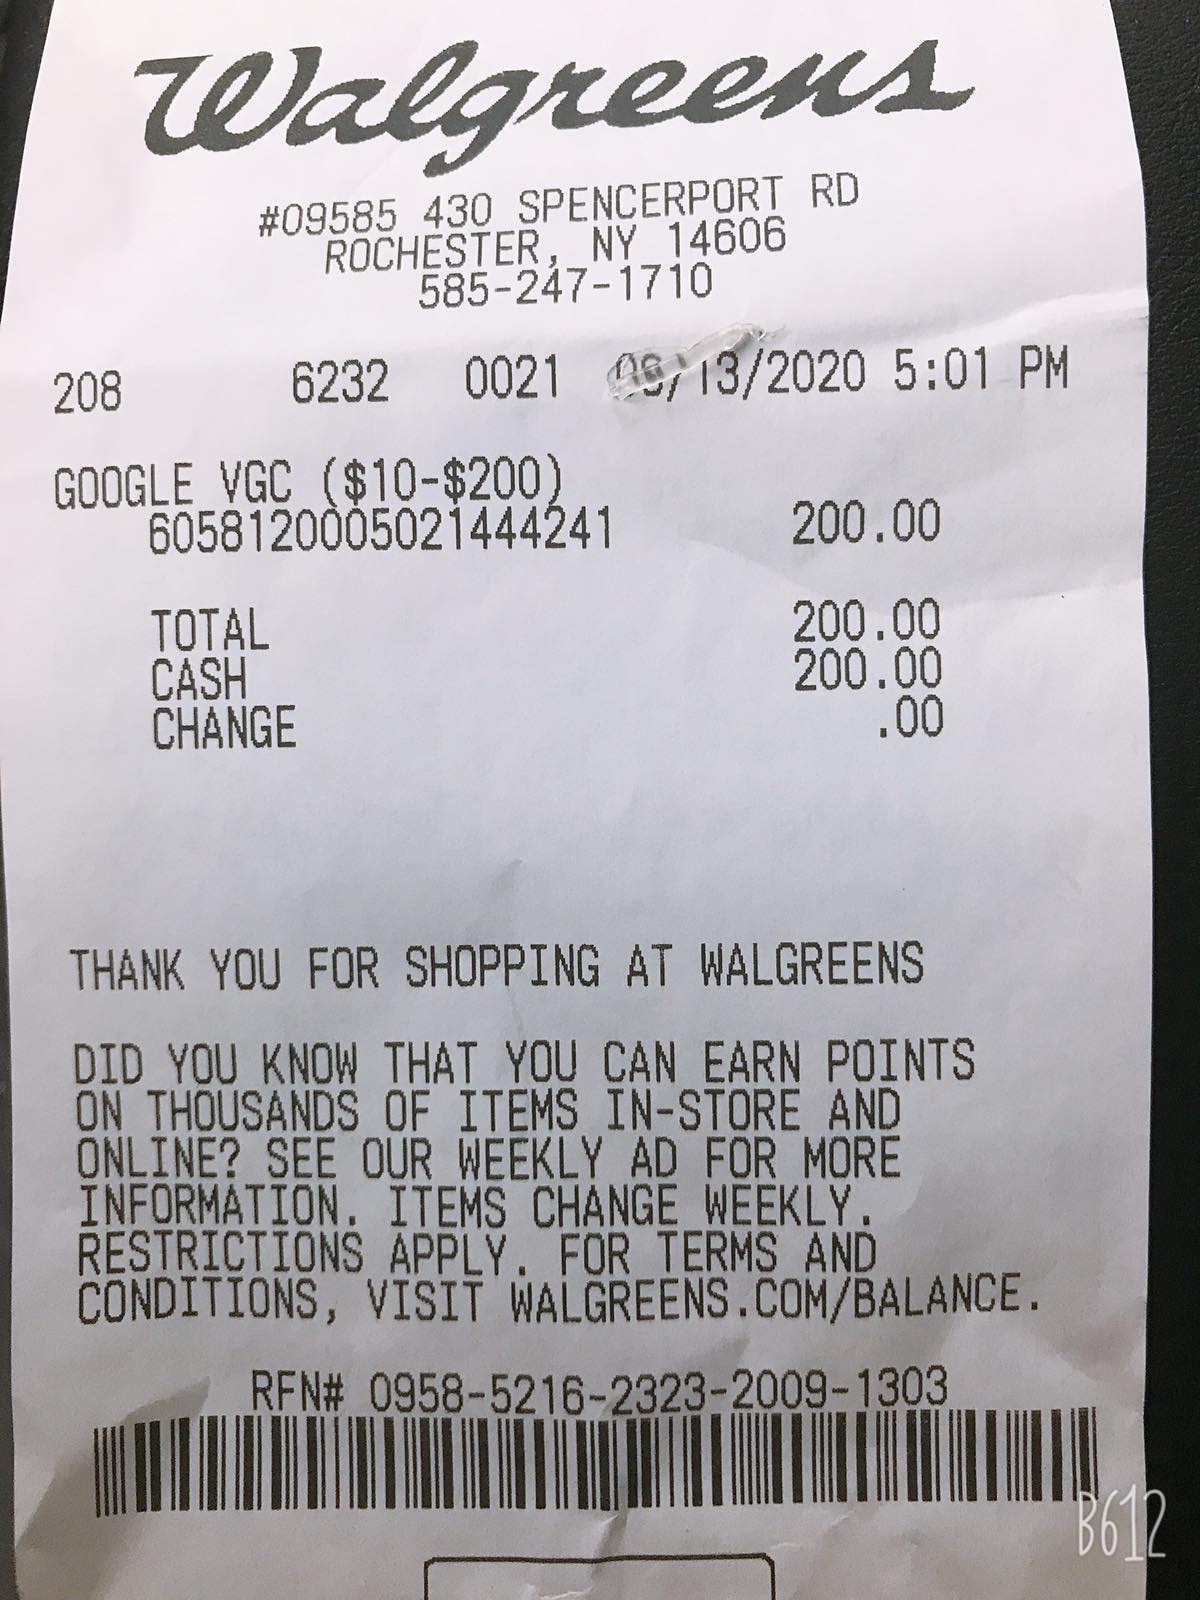 Walgreens
#09585 430 SPENCERPORT RD
ROCHESTER, NY 14606
585-247-1710
208 6232 0021 /13/2020 5:01 PM
GOOGLE VGC ($10-$200)
6058120005021444241 200.00
TOTAL 200.00
CASH 200.00
CHANGE .00
THANK YOU FOR SHOPPING AT WALGREENS
DID YOU KNOW THAT YOU CAN EARN POINTS
ON THOUSANDS OF ITEMS IN-STORE AND
ONLINE? SEE OUR WEEKLY AD FOR MORE
INFORMATION. ITEMS CHANGE WEEKLY.
RESTRICTIONS APPLY. FOR TERMS AND
CONDITIONS, VISIT WALGREENS.COM/BALANCE.
RFN# 0958-5216-2323-2009-1303
B612